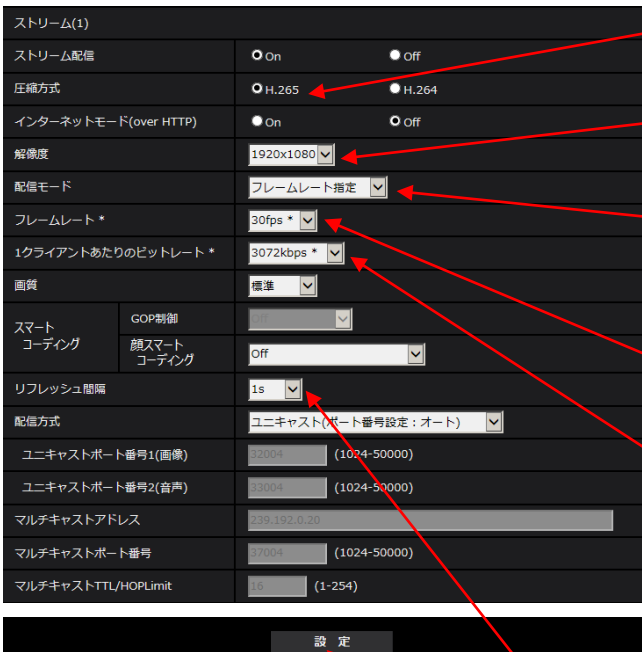 ストリーム(1)
ストリーム配信 On Off
圧縮方式 H.265 H.264
インターネットモード(over HTTP) On Off
解像度 1920x1080
配信モード フレームレート指定
フレームレート * 30fps *
1クライアントあたりのビットレート * 3072kbps *
画質 標準
スマート
コーディング
GOP制御 Off
顔スマート
コーディング
Off
リフレッシュ間隔 1s
配信方式 ユニキャスト(ポート番号設定：オート)
ユニキャストポート番号1(画像) 32004 (1024-50000)
ユニキャストポート番号2(音声) 33004 (1024-50000)
マルチキャストアドレス 239.192.0.20
マルチキャストポート番号 37004 (1024-50000)
マルチキャストTTL/HOPLimit 16 (1-254)
設 定